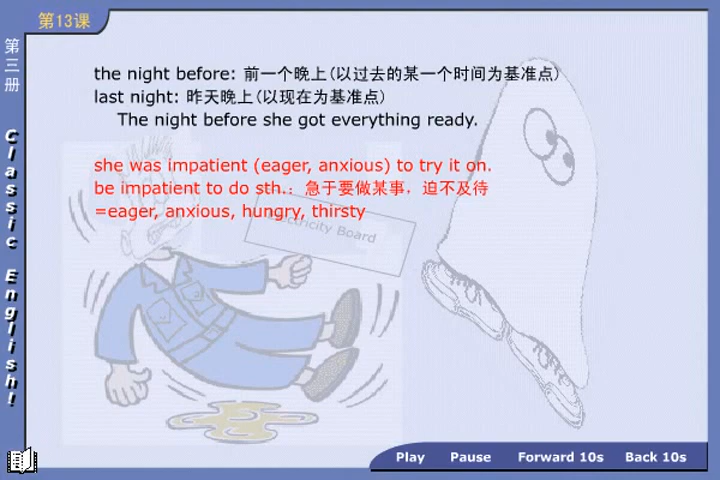 第13课
第三册
Classic English!
the night before: 前一个晚上(以过去的某一个时间为基准点)
last night: 昨天晚上(以现在为基准点)
The night before she got everything ready.
she was impatient (eager, anxious) to try it on.
be impatient to do sth.: 急于要做某事，迫不及待
=eager, anxious, hungry, thirsty
Electricity Board
Play Pause Forward 10s Back 10s